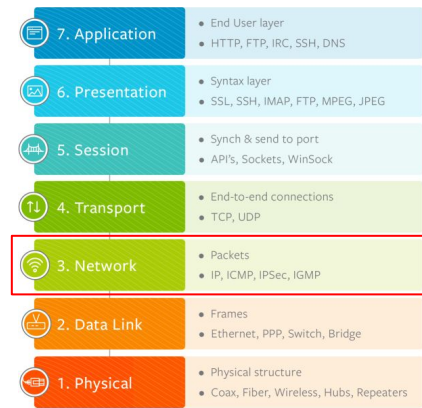 7. Application
• End User layer
• HTTP, FTP, IRC, SSH, DNS
6. Presentation
• Syntax layer
• SSL, SSH, IMAP, FTP, MPEG, JPEG
5. Session
• Synch & send to port
• API's, Sockets, WinSock
4. Transport
• End-to-end connections
• TCP, UDP
3. Network
• Packets
• IP, ICMP, IPSec, IGMP
2. Data Link
• Frames
• Ethernet, PPP, Switch, Bridge
1. Physical
• Physical structure
• Coax, Fiber, Wireless, Hubs, Repeaters